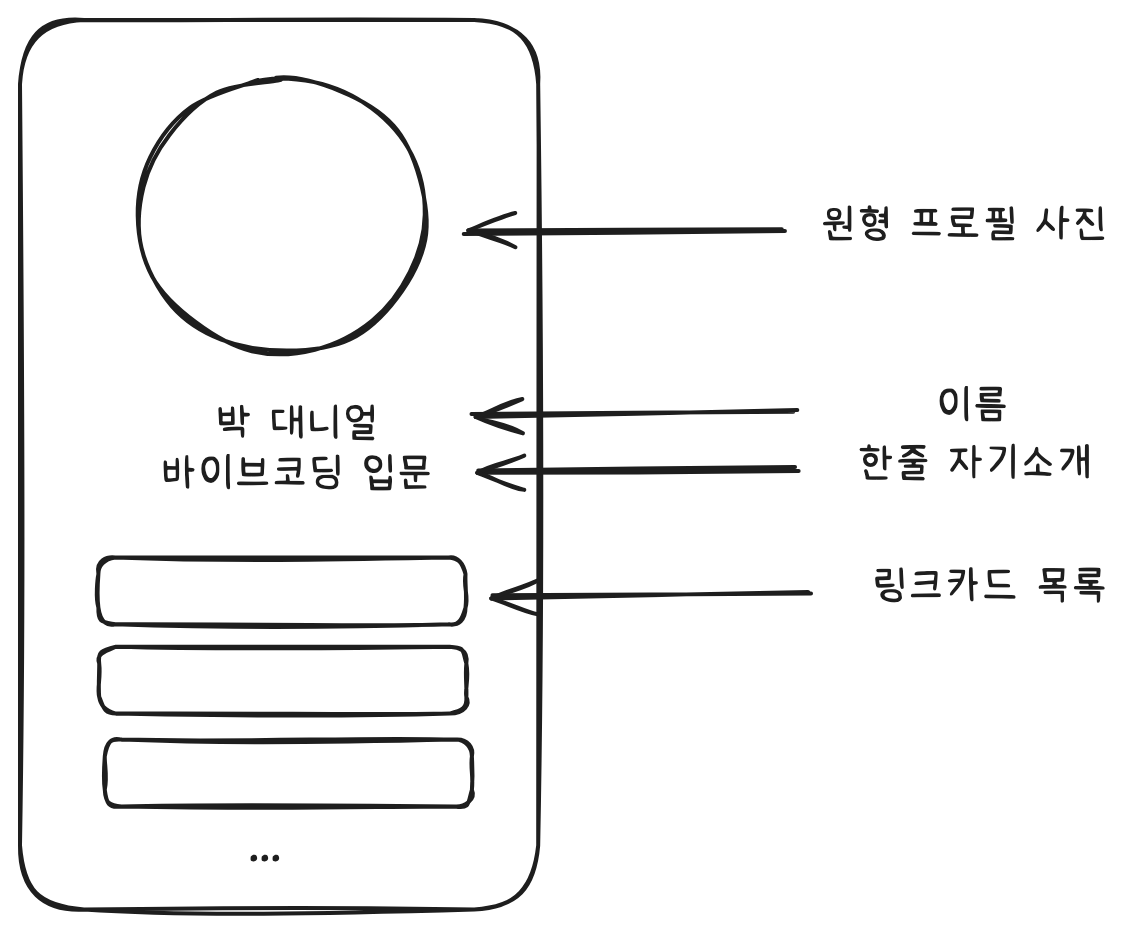 원형 프로필 사진
박 대니얼
이름
바이브코딩 입문
한줄 자기소개
링크카드 목록
...